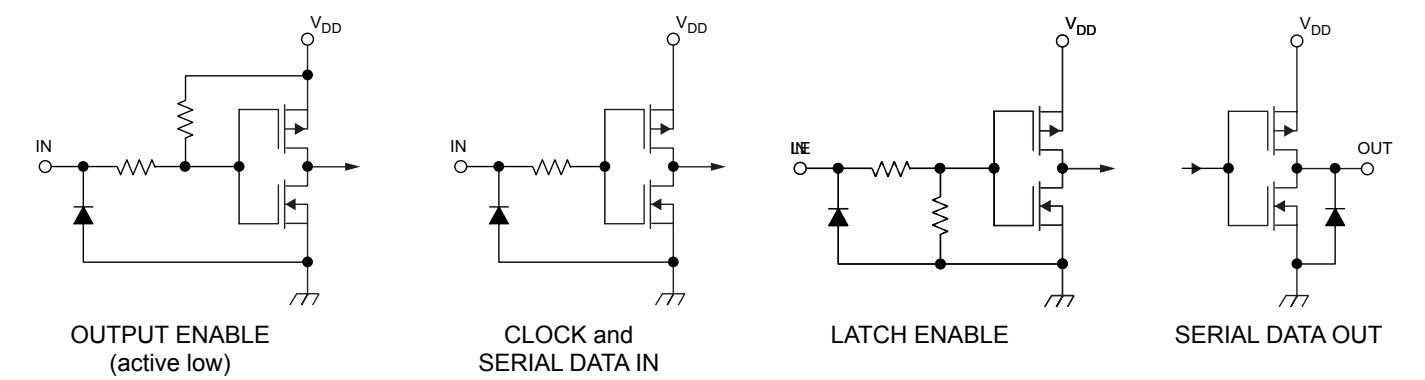 VDD
IN
OUTPUT ENABLE
(active low)
VDD
IN
CLOCK and
SERIAL DATA IN
VDD
LATCH ENABLE
VDD
OUT
SERIAL DATA OUT